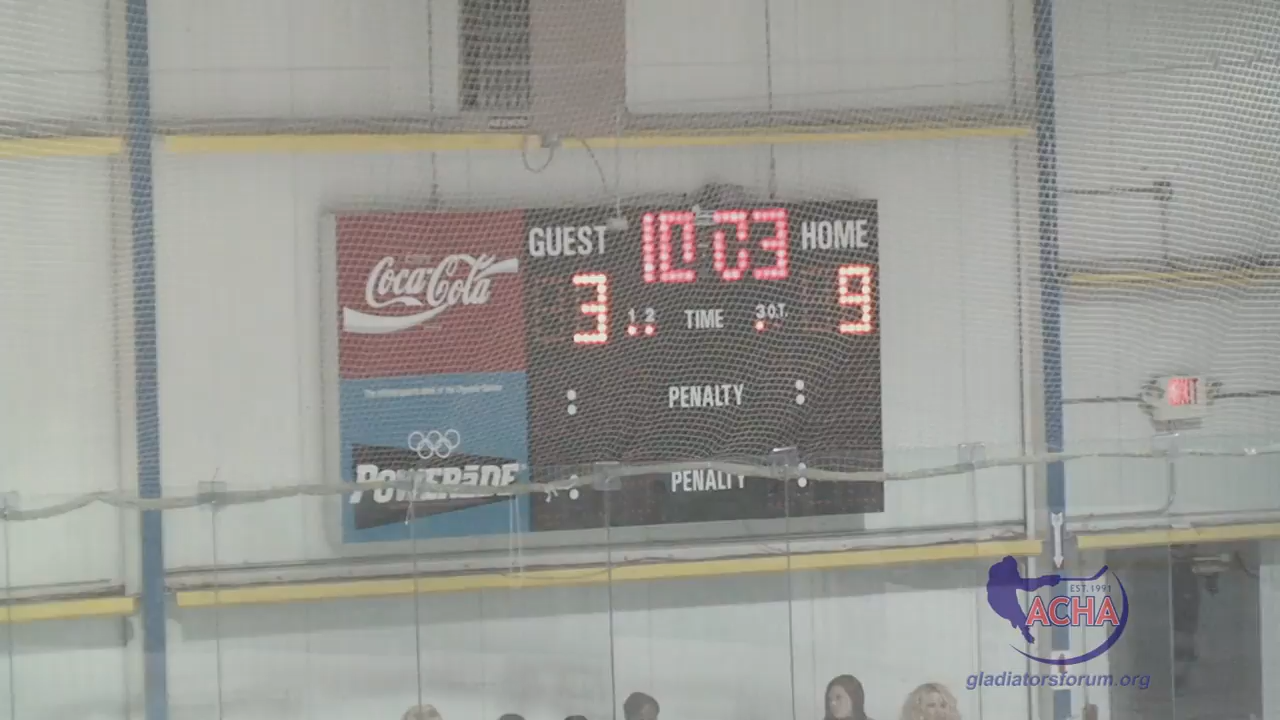 Coca-Cola
GUEST
10:03
HOME
3
1 2
TIME
3 O.T.
9
PENALTY
POWERaDE
PENALTY
EXIT
EST. 1991
ACHA
gladiatorsforum.org